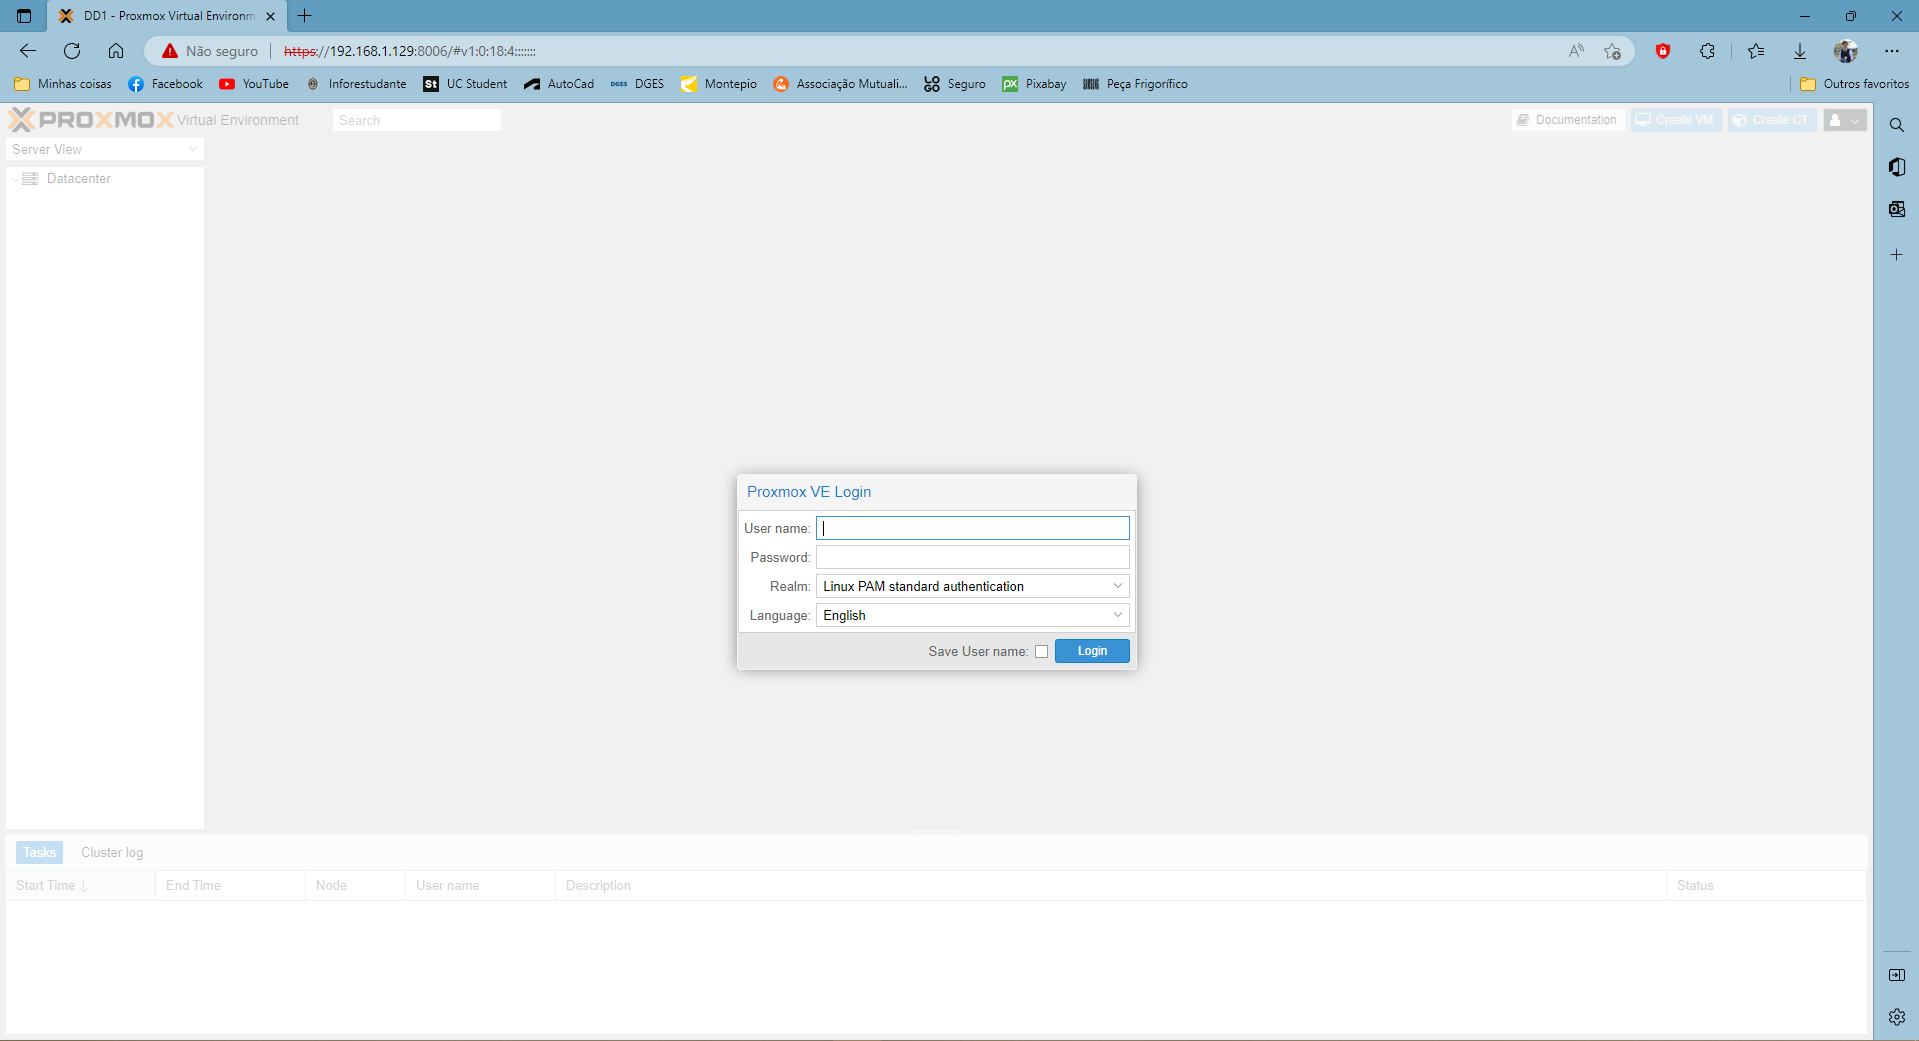 DD1 - Proxmox Virtual Environm
Não seguro https://192.168.1.129:8006/#v1:0:18:4:::::::
Minhas coisas Facebook YouTube Inforestudante St UC Student AutoCad DGES DGES Montepio Associação Mutuali... Seguro px Pixabay Peça Frigorífico Outros favoritos
PROXMOX Virtual Environment Search Documentation Create VM Create CT
Server View
Datacenter
Proxmox VE Login
User name:
Password:
Realm: Linux PAM standard authentication
Language: English
Save User name: Login
Tasks Cluster log
Start Time End Time Node User name Description Status